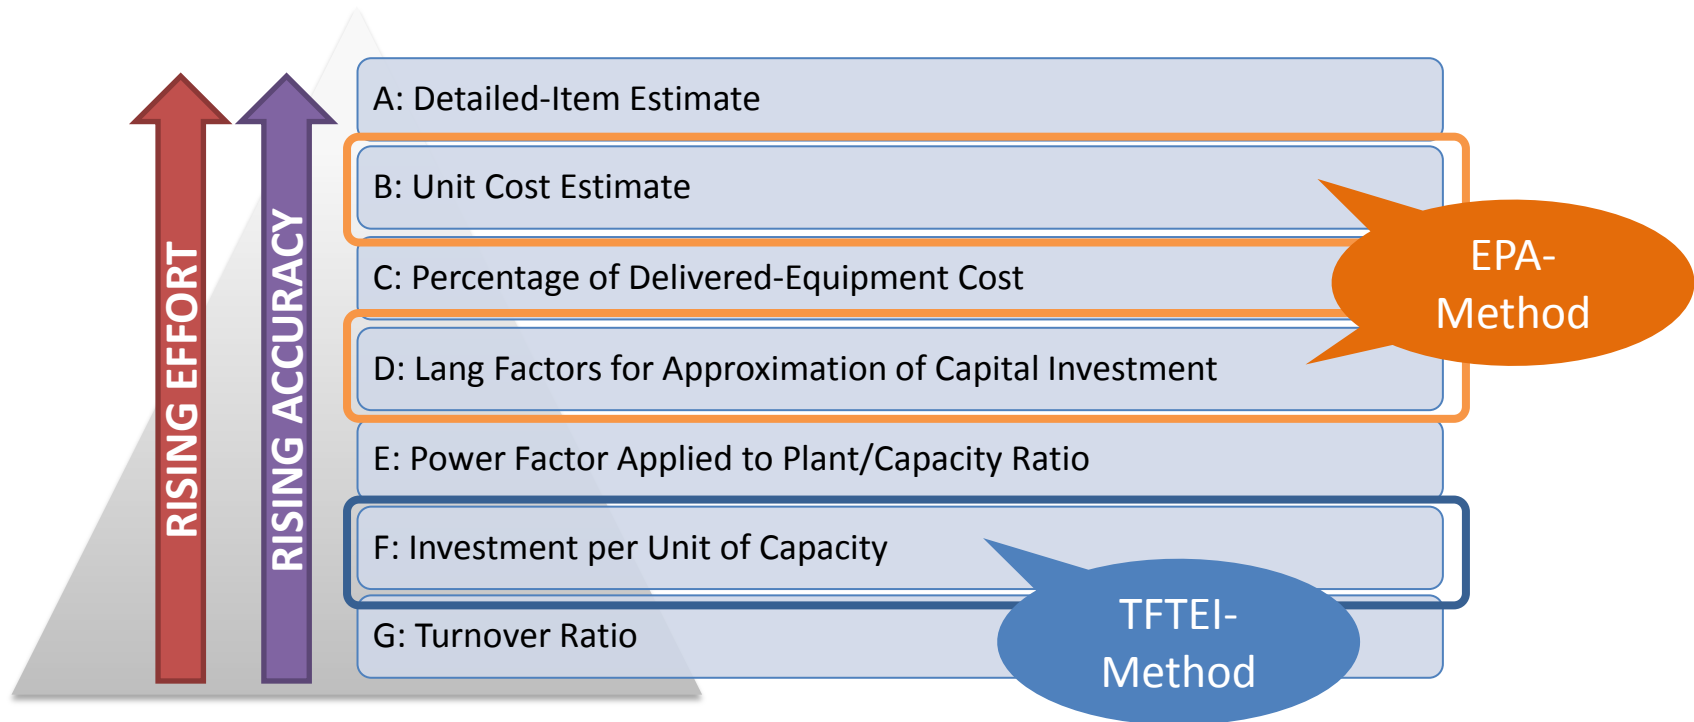 RISING EFFORT
RISING ACCURACY
A: Detailed-Item Estimate
B: Unit Cost Estimate
C: Percentage of Delivered-Equipment Cost
D: Lang Factors for Approximation of Capital Investment
E: Power Factor Applied to Plant/Capacity Ratio
F: Investment per Unit of Capacity
G: Turnover Ratio
EPA-
Method
TFTEI-
Method